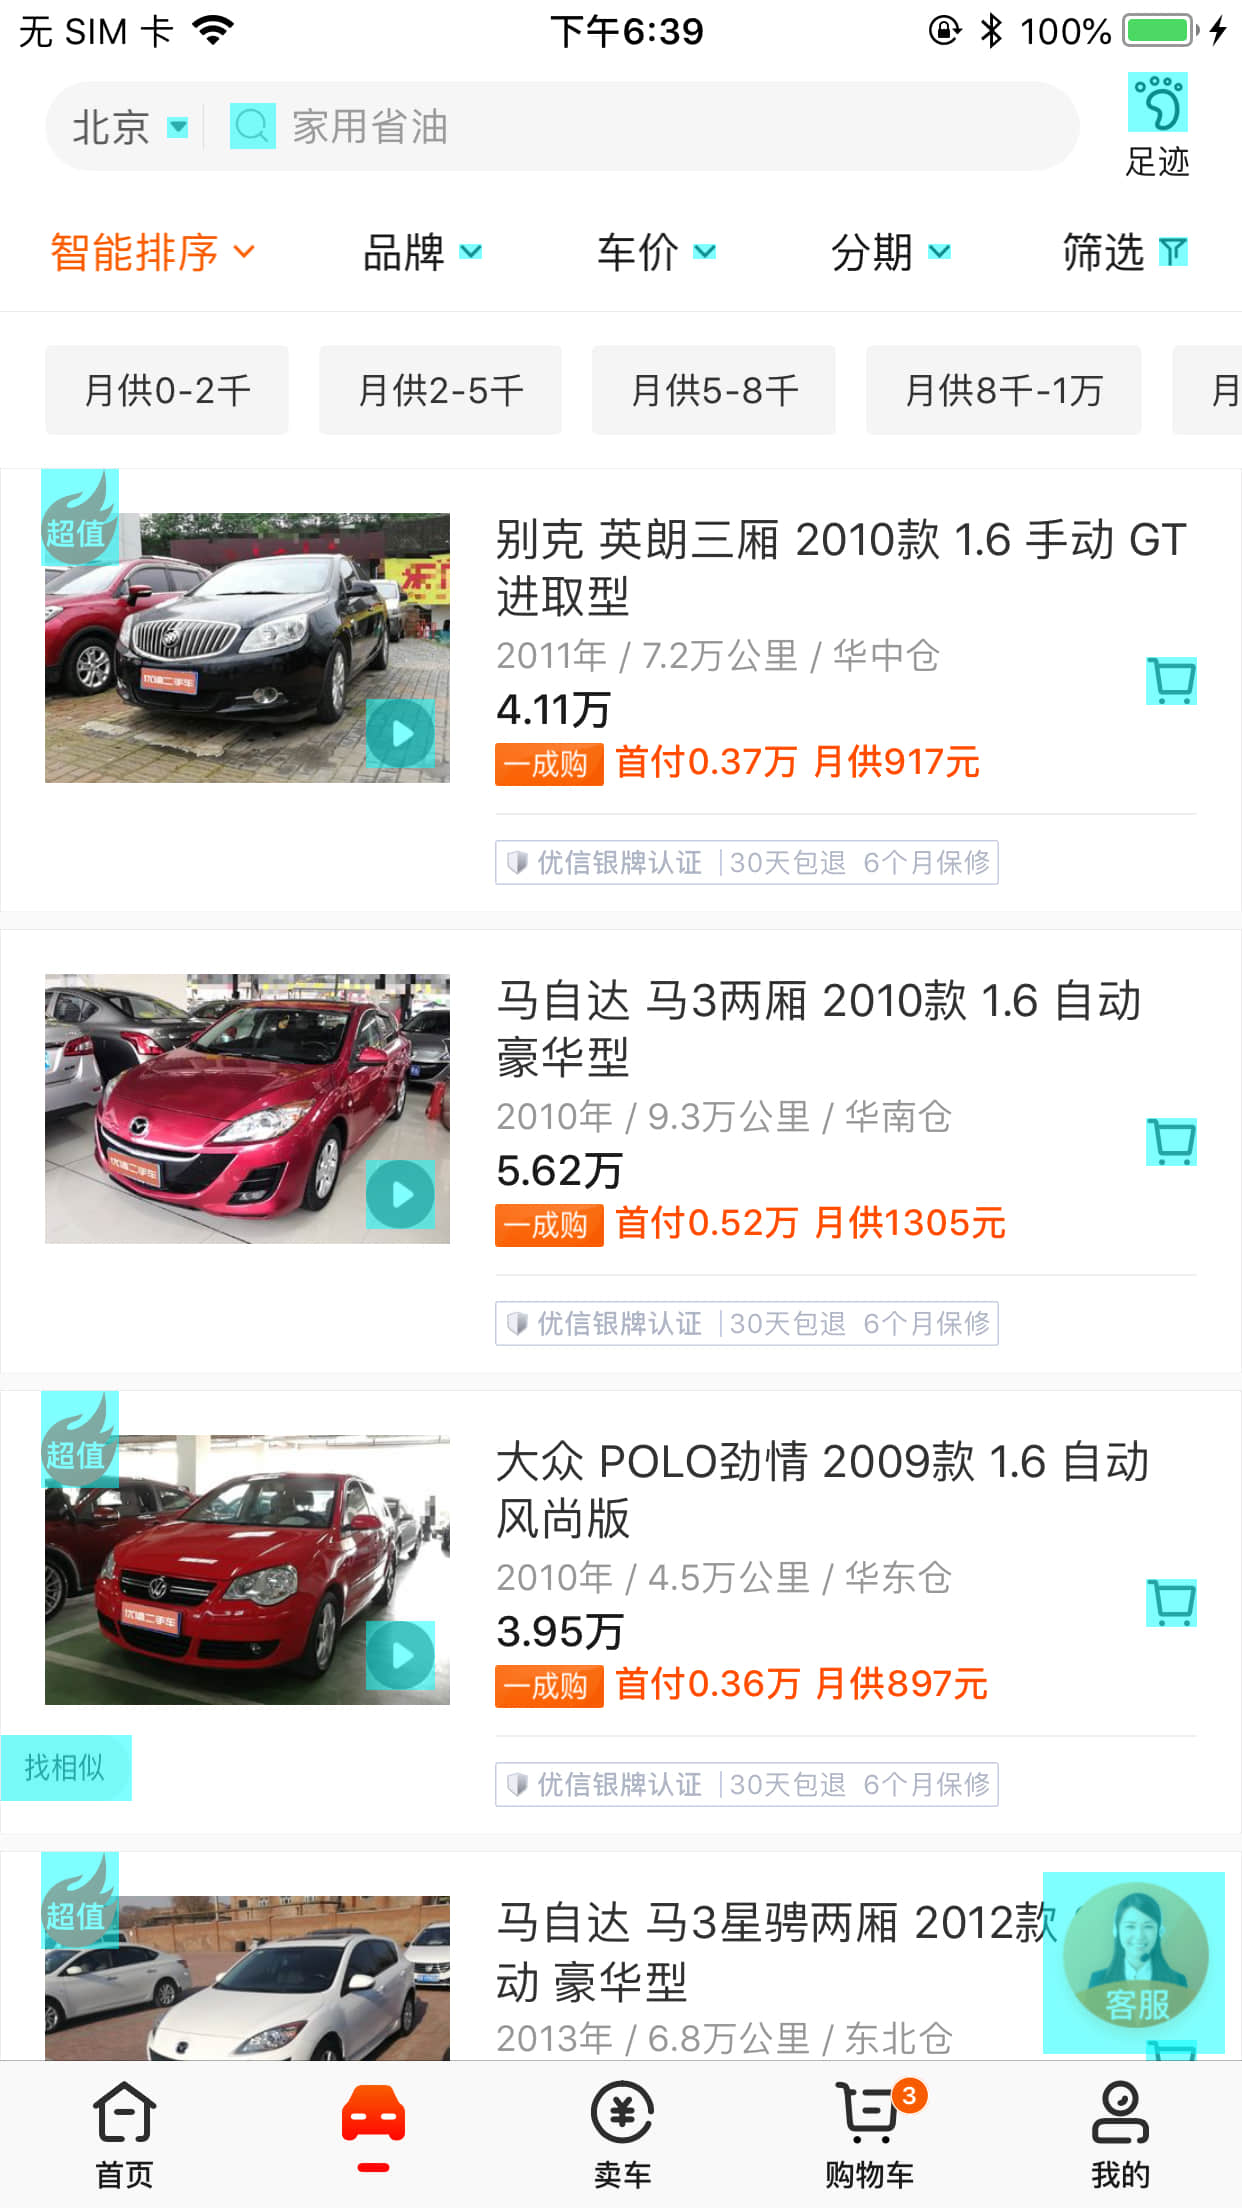 无 SIM 卡 下午6:39 100%
北京 家用省油
足迹
智能排序 品牌 车价 分期 筛选
月供0-2千 月供2-5千 月供5-8千 月供8千-1万 月
超值
别克 英朗三厢 2010款 1.6 手动 GT
进取型
2011年 / 7.2万公里 / 华中仓
4.11万
一成购 首付0.37万 月供917元
优信银牌认证 30天包退 6个月保修
优信二手车
马自达 马3两厢 2010款 1.6 自动
豪华型
2010年 / 9.3万公里 / 华南仓
5.62万
一成购 首付0.52万 月供1305元
优信银牌认证 30天包退 6个月保修
优信二手车
超值
大众 POLO劲情 2009款 1.6 自动
风尚版
2010年 / 4.5万公里 / 华东仓
3.95万
一成购 首付0.36万 月供897元
优信银牌认证 30天包退 6个月保修
优信二手车
找相似
超值
马自达 马3星骋两厢 2012款
动 豪华型
2013年 / 6.8万公里 / 东北仓
客服
3
首页 卖车 购物车 我的